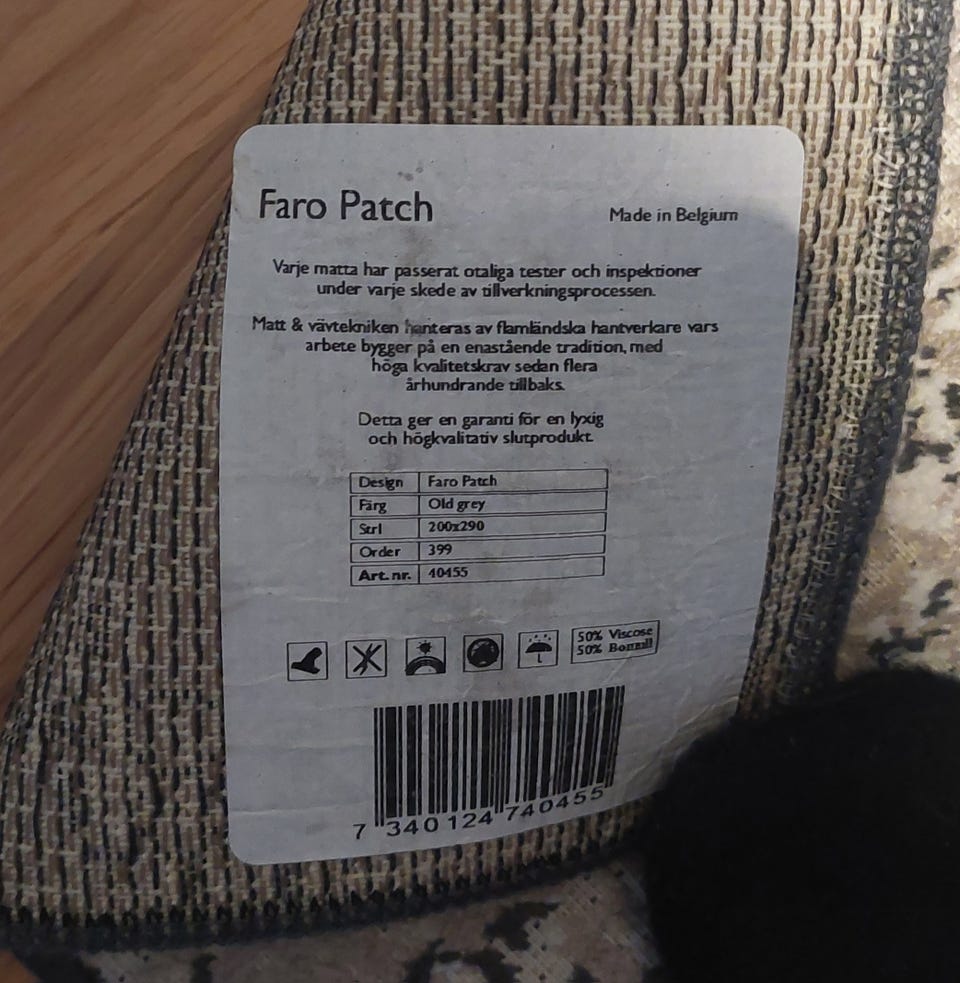 Faro Patch
Made in Belgium
Varje matta har passerat otaliga tester och inspektioner
under varje skede av tillverkningsprocessen.
Matt & vävtekniken hanteras av flamländska hantverkare vars
arbete bygger på en enastående tradition, med
höga kvalitetskrav sedan flera
århundrande tillbaks.
Detta ger en garanti för en lyxig
och högkvalitativ slutprodukt.
Design Faro Patch
Färg Old grey
Strl 200x290
Order 399
Art. nr. 40455
50% Viscose
50% Bomull
7 340124 740455